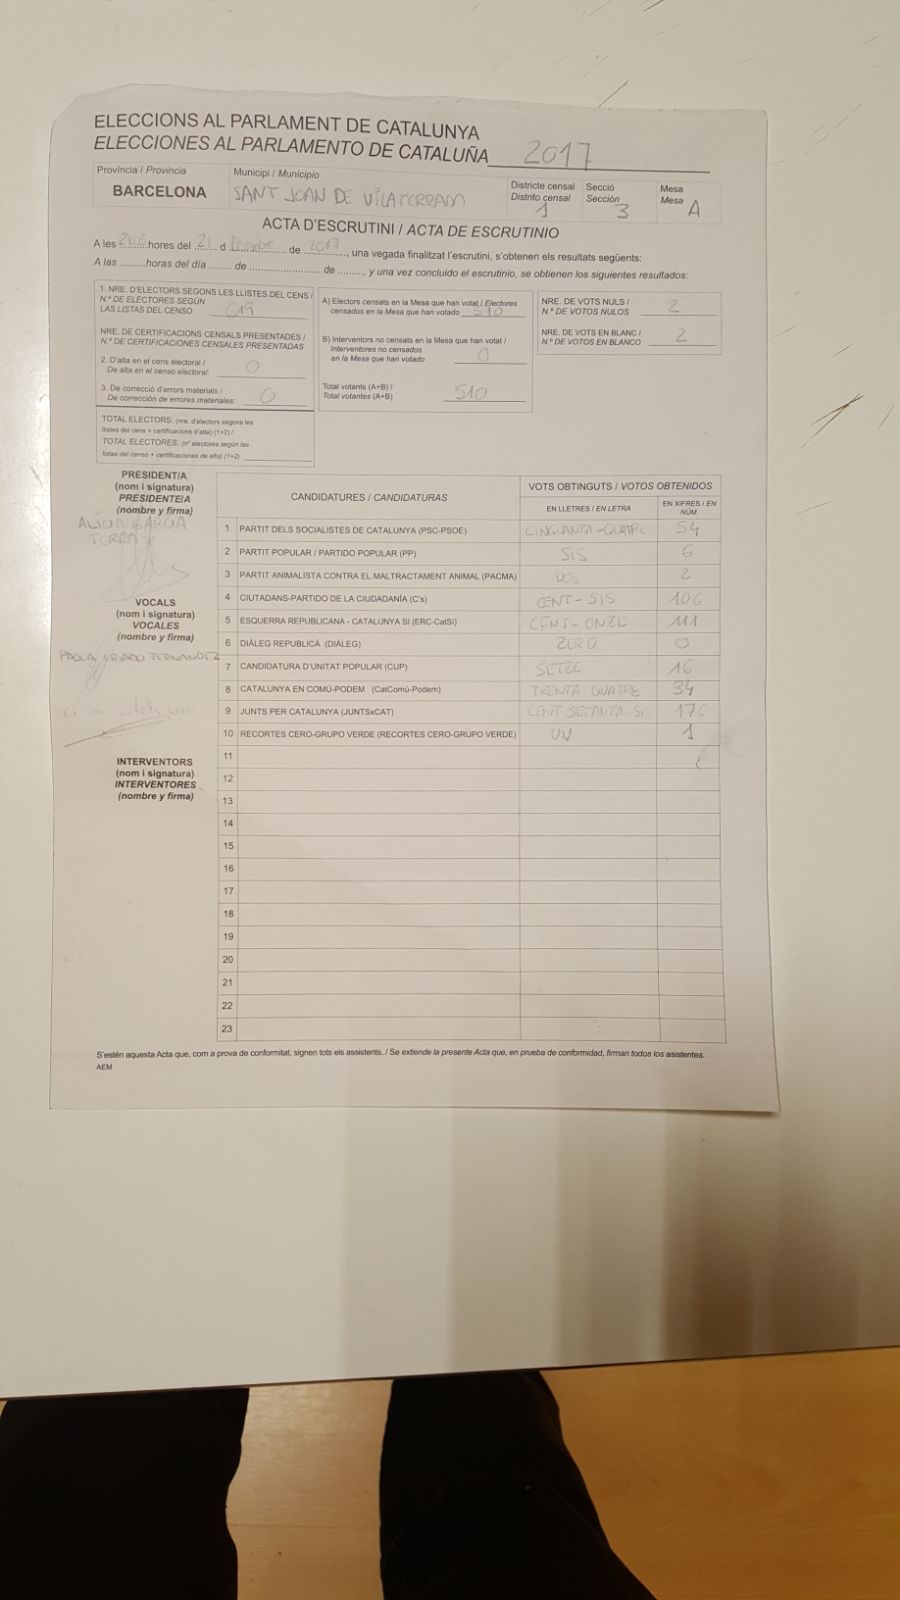 ELECCIONS AL PARLAMENT DE CATALUNYA
ELECCIONES AL PARLAMENTO DE CATALUÑA 2017
Provincia / Provincia
BARCELONA
Municipi / Municipio
SANT JOAN DE VILATORRADA
Districte censal
Distrito censal
1
Secció
Sección
3
Mesa
Mesa
A
ACTA D'ESCRUTINI / ACTA DE ESCRUTINIO
A les ......... hores del 21 d ......... de 2017, una vegada finalitzat l'escrutini, s'obtenen els resultats següents:
A las .........horas del día ....... de ........................ de ........., y una vez concluido el escrutinio, se obtienen los siguientes resultados:
1. NRE. D'ELECTORS SEGONS LES LLISTES DEL CENS /
N.º DE ELECTORES SEGÚN
LAS LISTAS DEL CENSO 619
NRE. DE CERTIFICACIONS CENSALS PRESENTADES /
N.º DE CERTIFICACIONES CENSALES PRESENTADAS
2. D'alta en el cens electoral /
De alta en el censo electoral: 0
3. De correcció d'errors materials /
De corrección de errores materiales: 0
TOTAL ELECTORS: (nre. d'electors segons les
llistes del cens + certificacions d'alta) (1+2) /
TOTAL ELECTORES: (nº electores según las
listas del censo + certificaciones de alta) (1+2)
A) Electors censats en la Mesa que han votat / Electores
censados en la Mesa que han votado 510
B) Interventors no censats en la Mesa que han votat /
Interventores no censados
en la Mesa que han votado 0
Total votants (A+B) /
Total votantes (A+B) 510
NRE. DE VOTS NULS /
N.º DE VOTOS NULOS 2
NRE. DE VOTS EN BLANC /
N.º DE VOTOS EN BLANCO 2
PRESIDENT/A
(nom i signatura)
PRESIDENTE/A
(nombre y firma)
ALÍCIA GARCIA
TORRAS
VOCALS
(nom i signatura)
VOCALES
(nombre y firma)
PAOLA CRIADO FERNANDEZ
INTERVENTORS
(nom i signatura)
INTERVENTORES
(nombre y firma)
CANDIDATURES / CANDIDATURAS
VOTS OBTINGUTS / VOTOS OBTENIDOS
EN LLETRES / EN LETRA
EN XIFRES / EN NÚM.
1 PARTIT DELS SOCIALISTES DE CATALUNYA (PSC-PSOE) CINQUANTA-QUATRE 54
2 PARTIT POPULAR / PARTIDO POPULAR (PP) SIS 6
3 PARTIT ANIMALISTA CONTRA EL MALTRACTAMENT ANIMAL (PACMA) DOS 2
4 CIUTADANS-PARTIDO DE LA CIUDADANÍA (C's) CENT-SIS 106
5 ESQUERRA REPUBLICANA - CATALUNYA SI (ERC-CatSí) CENT-ONZE 111
6 DIÀLEG REPUBLICÀ (DIÀLEG) ZERO 0
7 CANDIDATURA D'UNITAT POPULAR (CUP) SETZE 16
8 CATALUNYA EN COMÚ-PODEM (CatComú-Podem) TRENTA-QUATRE 34
9 JUNTS PER CATALUNYA (JUNTSxCAT) CENT SETANTA-SIS 176
10 RECORTES CERO-GRUPO VERDE (RECORTES CERO-GRUPO VERDE) UN 1
11
12
13
14
15
16
17
18
19
20
21
22
23
S'estén aquesta Acta que, com a prova de conformitat, signen tots els assistents. / Se extiende la presente Acta que, en prueba de conformidad, firman todos los asistentes.
AEM